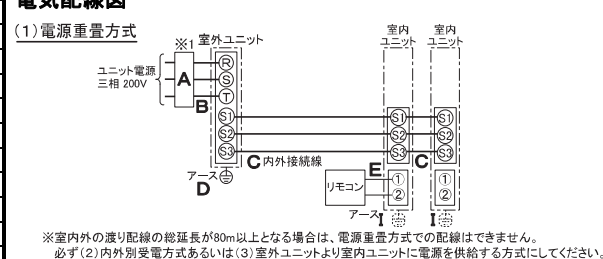 電気配線図
(1)電源重畳方式
※1 室外ユニット
室内ユニット
室内ユニット
ユニット電源
三相 200V
A
B
R
S
T
S1
S2
S3
S1
S2
S3
S1
S2
S3
C 内外接続線
C
アース
D
E
リモコン
①
②
①
②
アース I
I
※室内外の渡り配線の総延長が80m以上となる場合は、電源重畳方式での配線はできません。
必ず(2)内外別受電方式あるいは(3)室外ユニットより室内ユニットに電源を供給する方式にしてください。